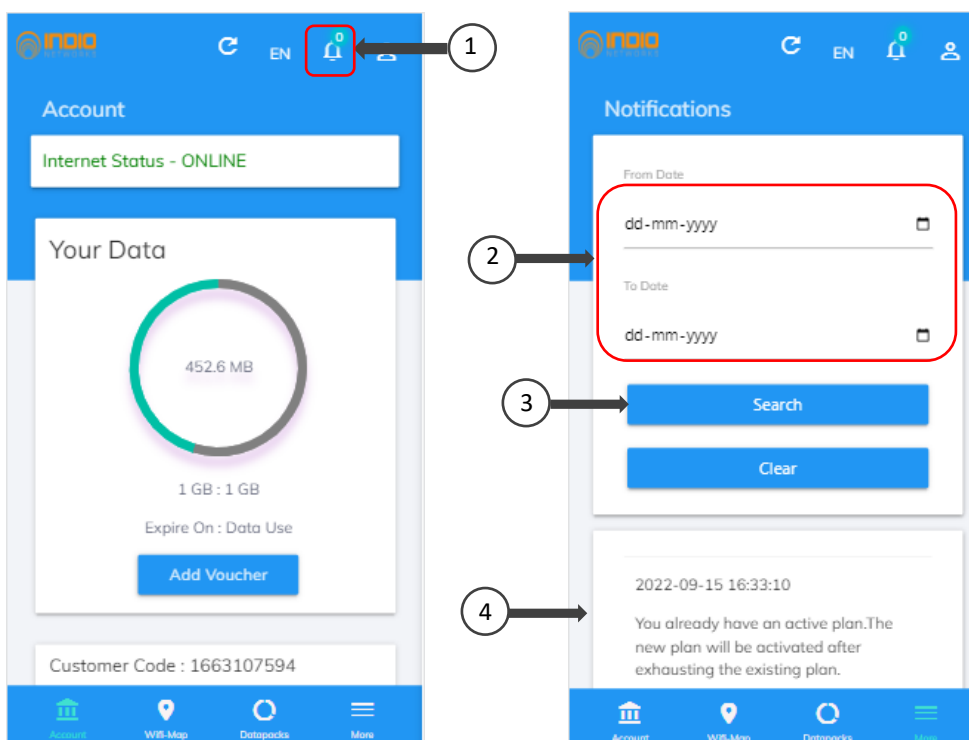 INDIO
NETWORKS
EN
0
1
Account
Internet Status - ONLINE
Your Data
452.6 MB
1 GB : 1 GB
Expire On : Data Use
Add Voucher
Customer Code : 1663107594
Account
Wifi-Map
Datapacks
More
INDIO
NETWORKS
EN
0
Notifications
From Date
dd-mm-yyyy
2
To Date
dd-mm-yyyy
3
Search
Clear
2022-09-15 16:33:10
4
You already have an active plan.The
new plan will be activated after
exhausting the existing plan.
Account
Wifi-Map
Datapacks
More